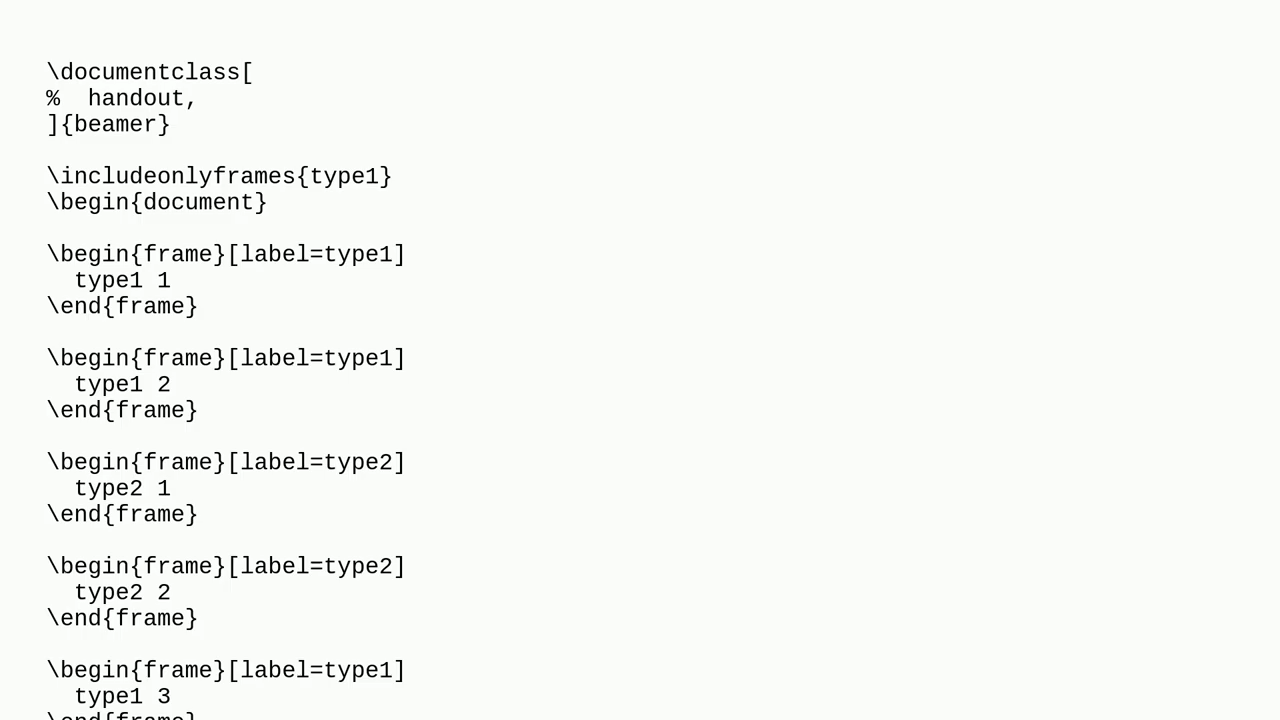 \documentclass[
%  handout,
]{beamer}

\includeonlyframes{type1}
\begin{document}

\begin{frame}[label=type1]
  type1 1
\end{frame}

\begin{frame}[label=type1]
  type1 2
\end{frame}

\begin{frame}[label=type2]
  type2 1
\end{frame}

\begin{frame}[label=type2]
  type2 2
\end{frame}

\begin{frame}[label=type1]
  type1 3
\end{frame}